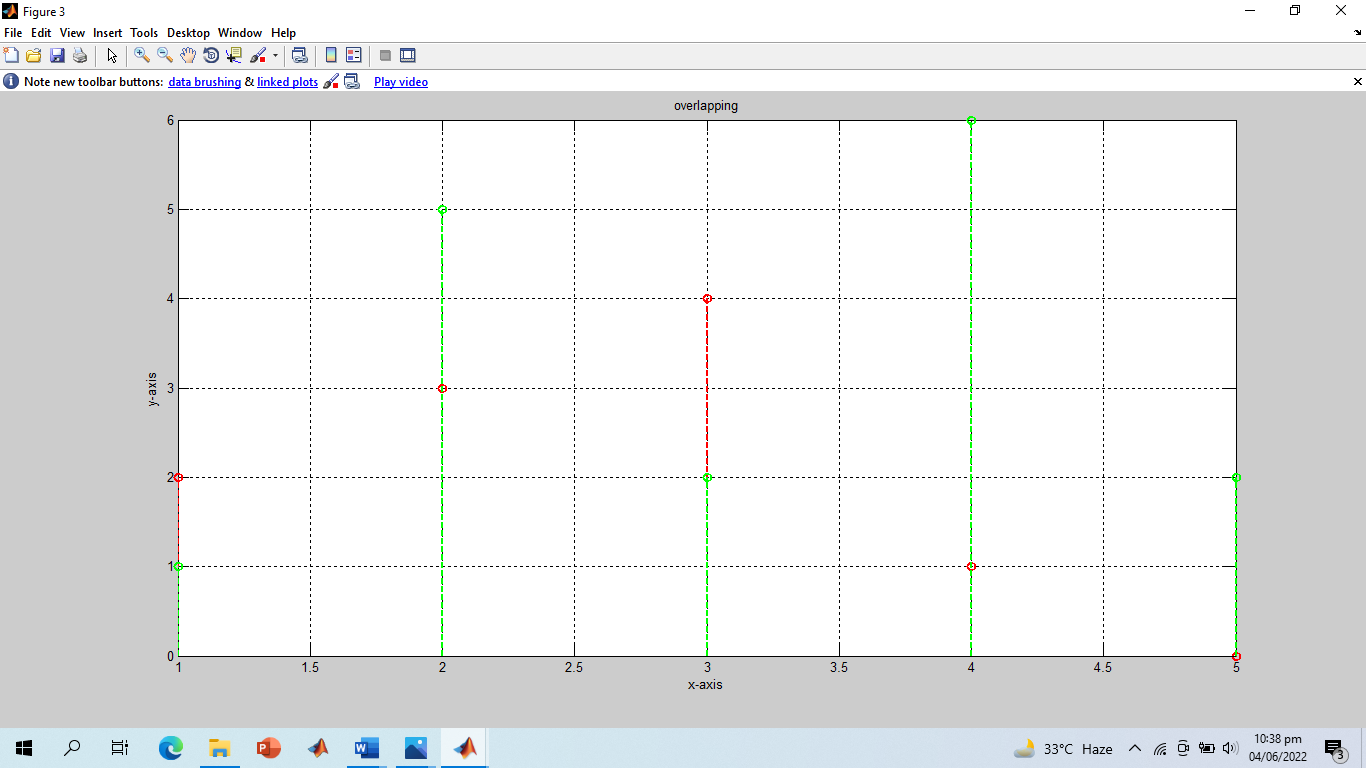 Figure 3
File Edit View Insert Tools Desktop Window Help
Note new toolbar buttons: data brushing & linked plots Play video
overlapping
6
5
4
3
2
1
0
y-axis
1 1.5 2 2.5 3 3.5 4 4.5 5
x-axis
33°C Haze
10:38 pm
04/06/2022
3